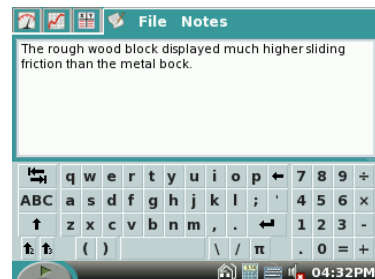 File Notes
The rough wood block displayed much higher sliding
friction than the metal bock.
q w e r t y u i o p ← 7 8 9 ÷
ABC a s d f g h j k l ; ' 4 5 6 ×
↑ z x c v b n m , . ↵ 1 2 3 -
( ) \ / π . 0 = +
04:32PM